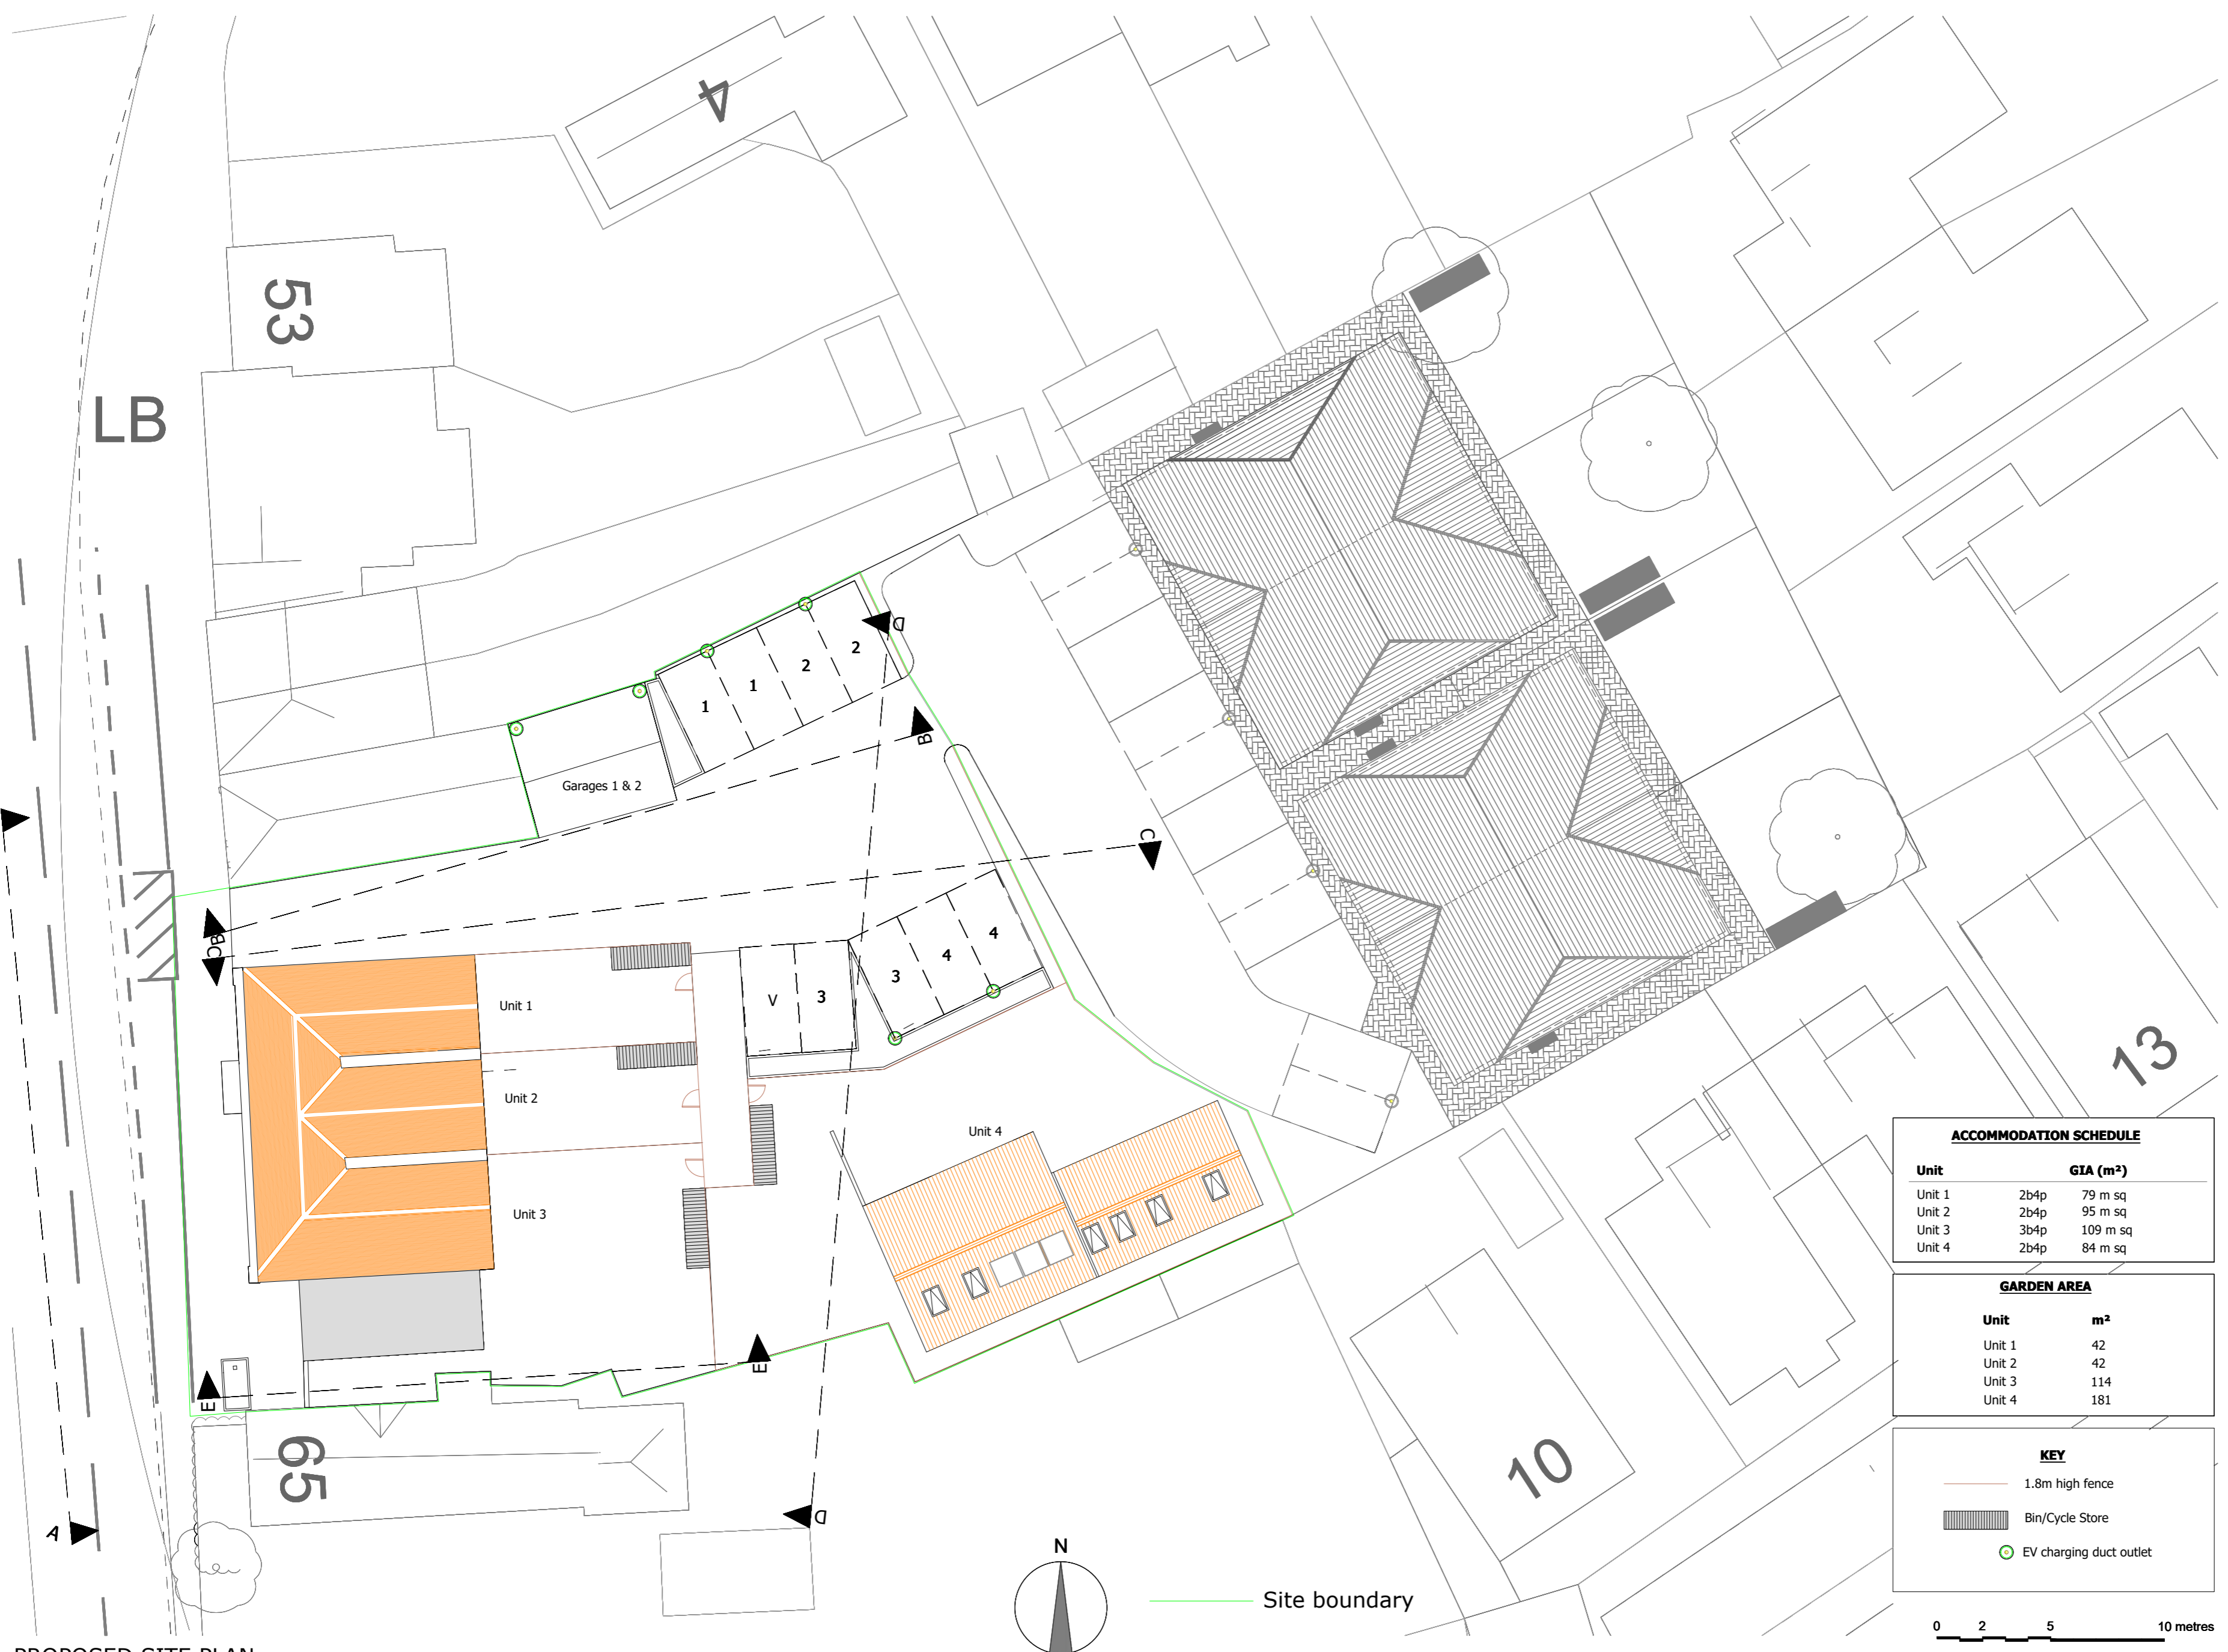 4
53
LB
D
2
2
1
1
B
Garages 1 & 2
C
B
C
4
4
3
3
V
Unit 1
Unit 2
Unit 3
Unit 4
13
10
E
E
65
A
D
N
Site boundary
ACCOMMODATION SCHEDULE
Unit GIA (m²)
Unit 1 2b4p 79 m sq
Unit 2 2b4p 95 m sq
Unit 3 3b4p 109 m sq
Unit 4 2b4p 84 m sq
GARDEN AREA
Unit m²
Unit 1 42
Unit 2 42
Unit 3 114
Unit 4 181
KEY
1.8m high fence
Bin/Cycle Store
EV charging duct outlet
0 2 5 10 metres
PROPOSED SITE PLAN